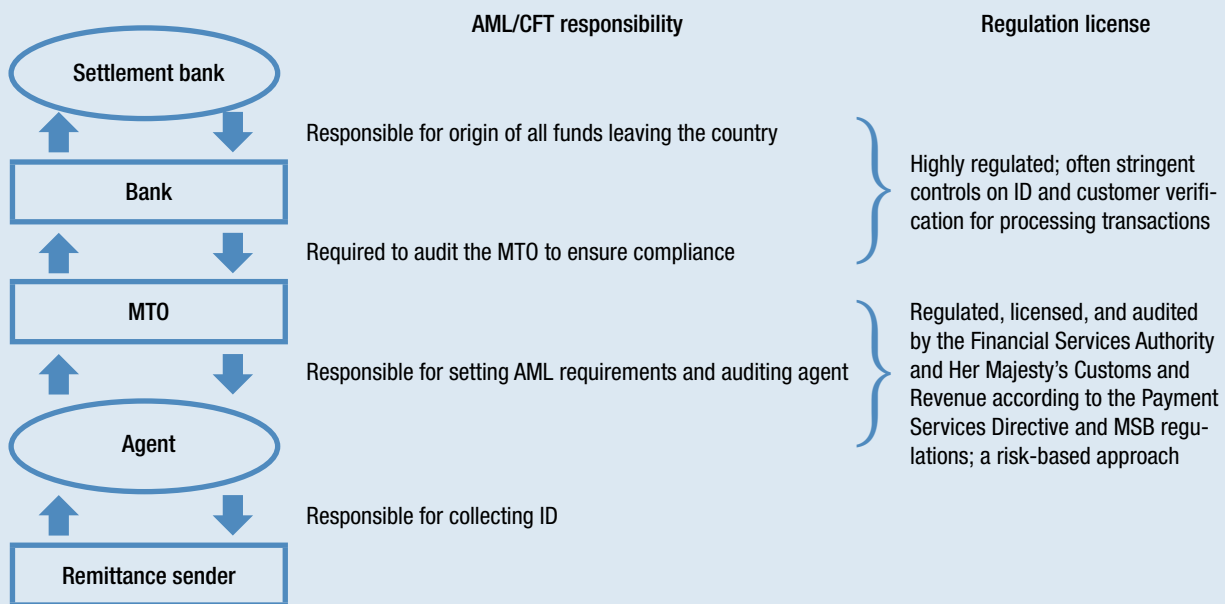 AML/CFT responsibility
Regulation license
Settlement bank
Responsible for origin of all funds leaving the country
Bank
Highly regulated; often stringent
controls on ID and customer verifi-
cation for processing transactions
Required to audit the MTO to ensure compliance
MTO
Responsible for setting AML requirements and auditing agent
Regulated, licensed, and audited
by the Financial Services Authority
and Her Majesty’s Customs and
Revenue according to the Payment
Services Directive and MSB regu-
lations; a risk-based approach
Agent
Responsible for collecting ID
Remittance sender